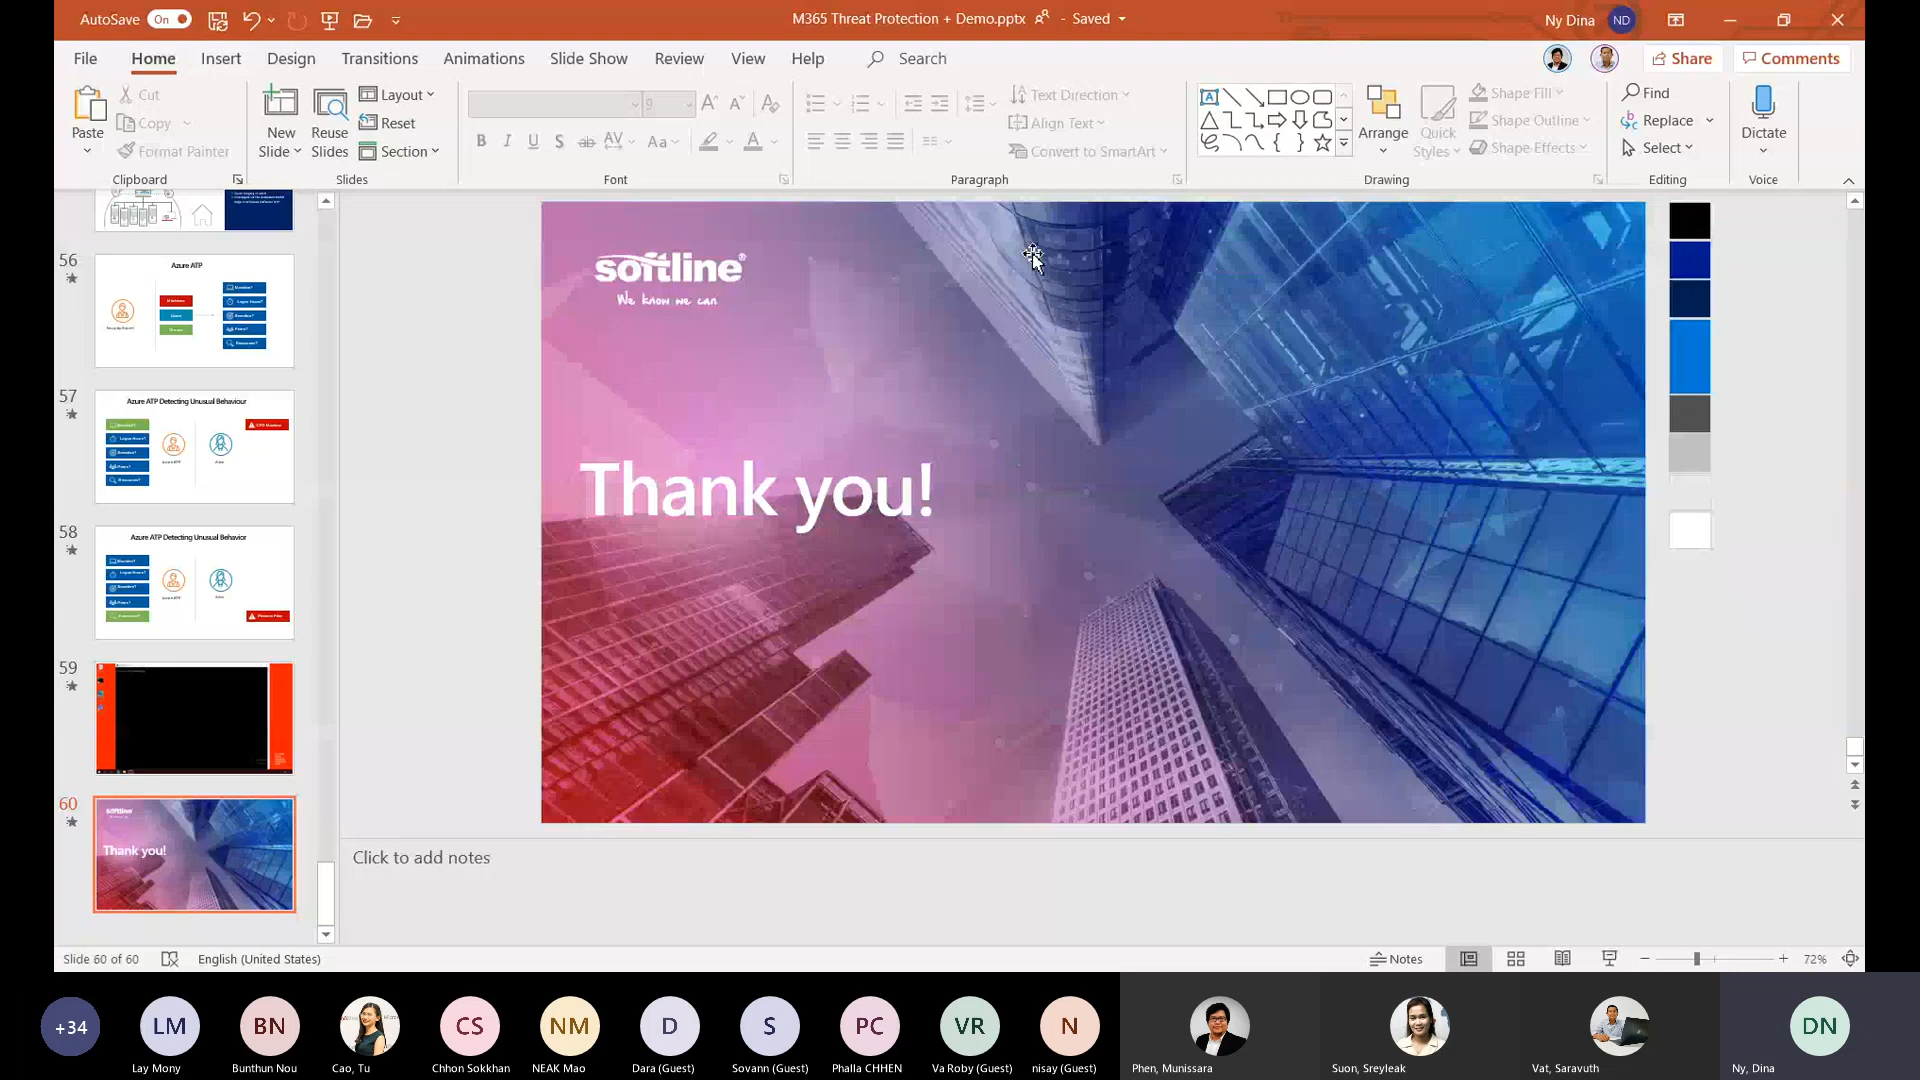 AutoSave On
M365 Threat Protection + Demo.pptx - Saved
Ny Dina ND
File Home Insert Design Transitions Animations Slide Show Review View Help Search
Share Comments
Paste
Cut
Copy
Format Painter
Clipboard
New Slide
Reuse Slides
Layout
Reset
Section
Slides
9
B I U S ab AV Aa A
Font
Text Direction
Align Text
Convert to SmartArt
Paragraph
Arrange
Quick Styles
Shape Fill
Shape Outline
Shape Effects
Drawing
Find
Replace
Select
Editing
Dictate
Voice
56
Azure ATP
57
Azure ATP Detecting Unusual Behaviour
58
Azure ATP Detecting Unusual Behavior
59
60
softline
Thank you!
softline®
We know we can
Thank you!
Click to add notes
Slide 60 of 60
English (United States)
Notes
72%
+34 LM BN CS NM D S PC VR N DN
Lay Mony
Bunthun Nou
Cao, Tu
Chhon Sokkhan
NEAK Mao
Dara (Guest)
Sovann (Guest)
Phalla CHHEN
Va Roby (Guest)
nisay (Guest)
Phen, Munissara
Suon, Sreyleak
Vat, Saravuth
Ny, Dina